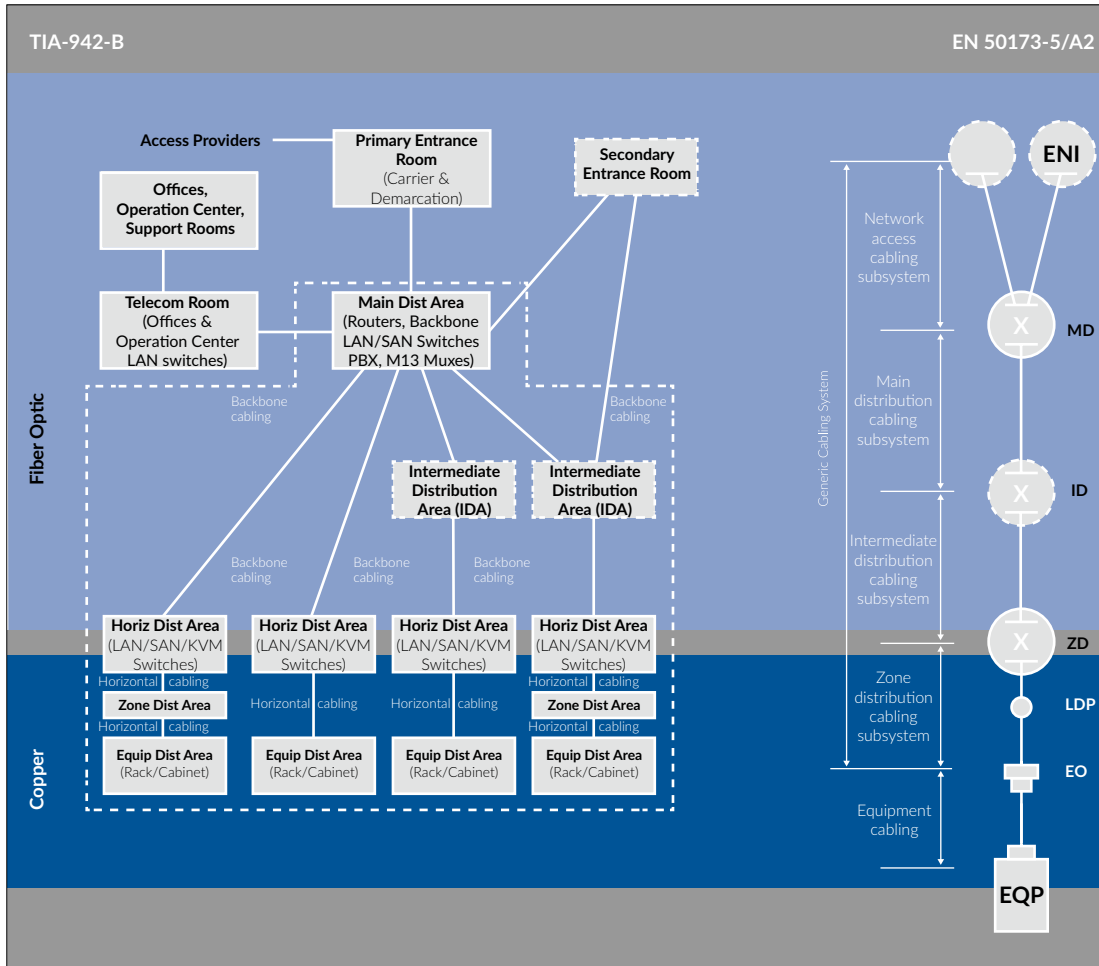 TIA-942-B
EN 50173-5/A2
Access Providers
Primary Entrance
Room
(Carrier &
Demarcation)
Secondary
Entrance Room
Offices,
Operation Center,
Support Rooms
Telecom Room
(Offices &
Operation Center
LAN switches)
Main Dist Area
(Routers, Backbone
LAN/SAN Switches
PBX, M13 Muxes)
Backbone
cabling
Backbone
cabling
Intermediate
Distribution
Area (IDA)
Intermediate
Distribution
Area (IDA)
Backbone
cabling
Backbone
cabling
Backbone
cabling
Horiz Dist Area
(LAN/SAN/KVM
Switches)
Horiz Dist Area
(LAN/SAN/KVM
Switches)
Horiz Dist Area
(LAN/SAN/KVM
Switches)
Horiz Dist Area
(LAN/SAN/KVM
Switches)
Horizontal cabling
Zone Dist Area
Horizontal cabling
Horizontal cabling
Horizontal cabling
Horizontal cabling
Zone Dist Area
Horizontal cabling
Equip Dist Area
(Rack/Cabinet)
Equip Dist Area
(Rack/Cabinet)
Equip Dist Area
(Rack/Cabinet)
Equip Dist Area
(Rack/Cabinet)
Fiber Optic
Copper
Generic Cabling System
Network
access
cabling
subsystem
Main
distribution
cabling
subsystem
Intermediate
distribution
cabling
subsystem
Zone
distribution
cabling
subsystem
Equipment
cabling
ENI
X
MD
X
ID
X
ZD
LDP
EO
EQP